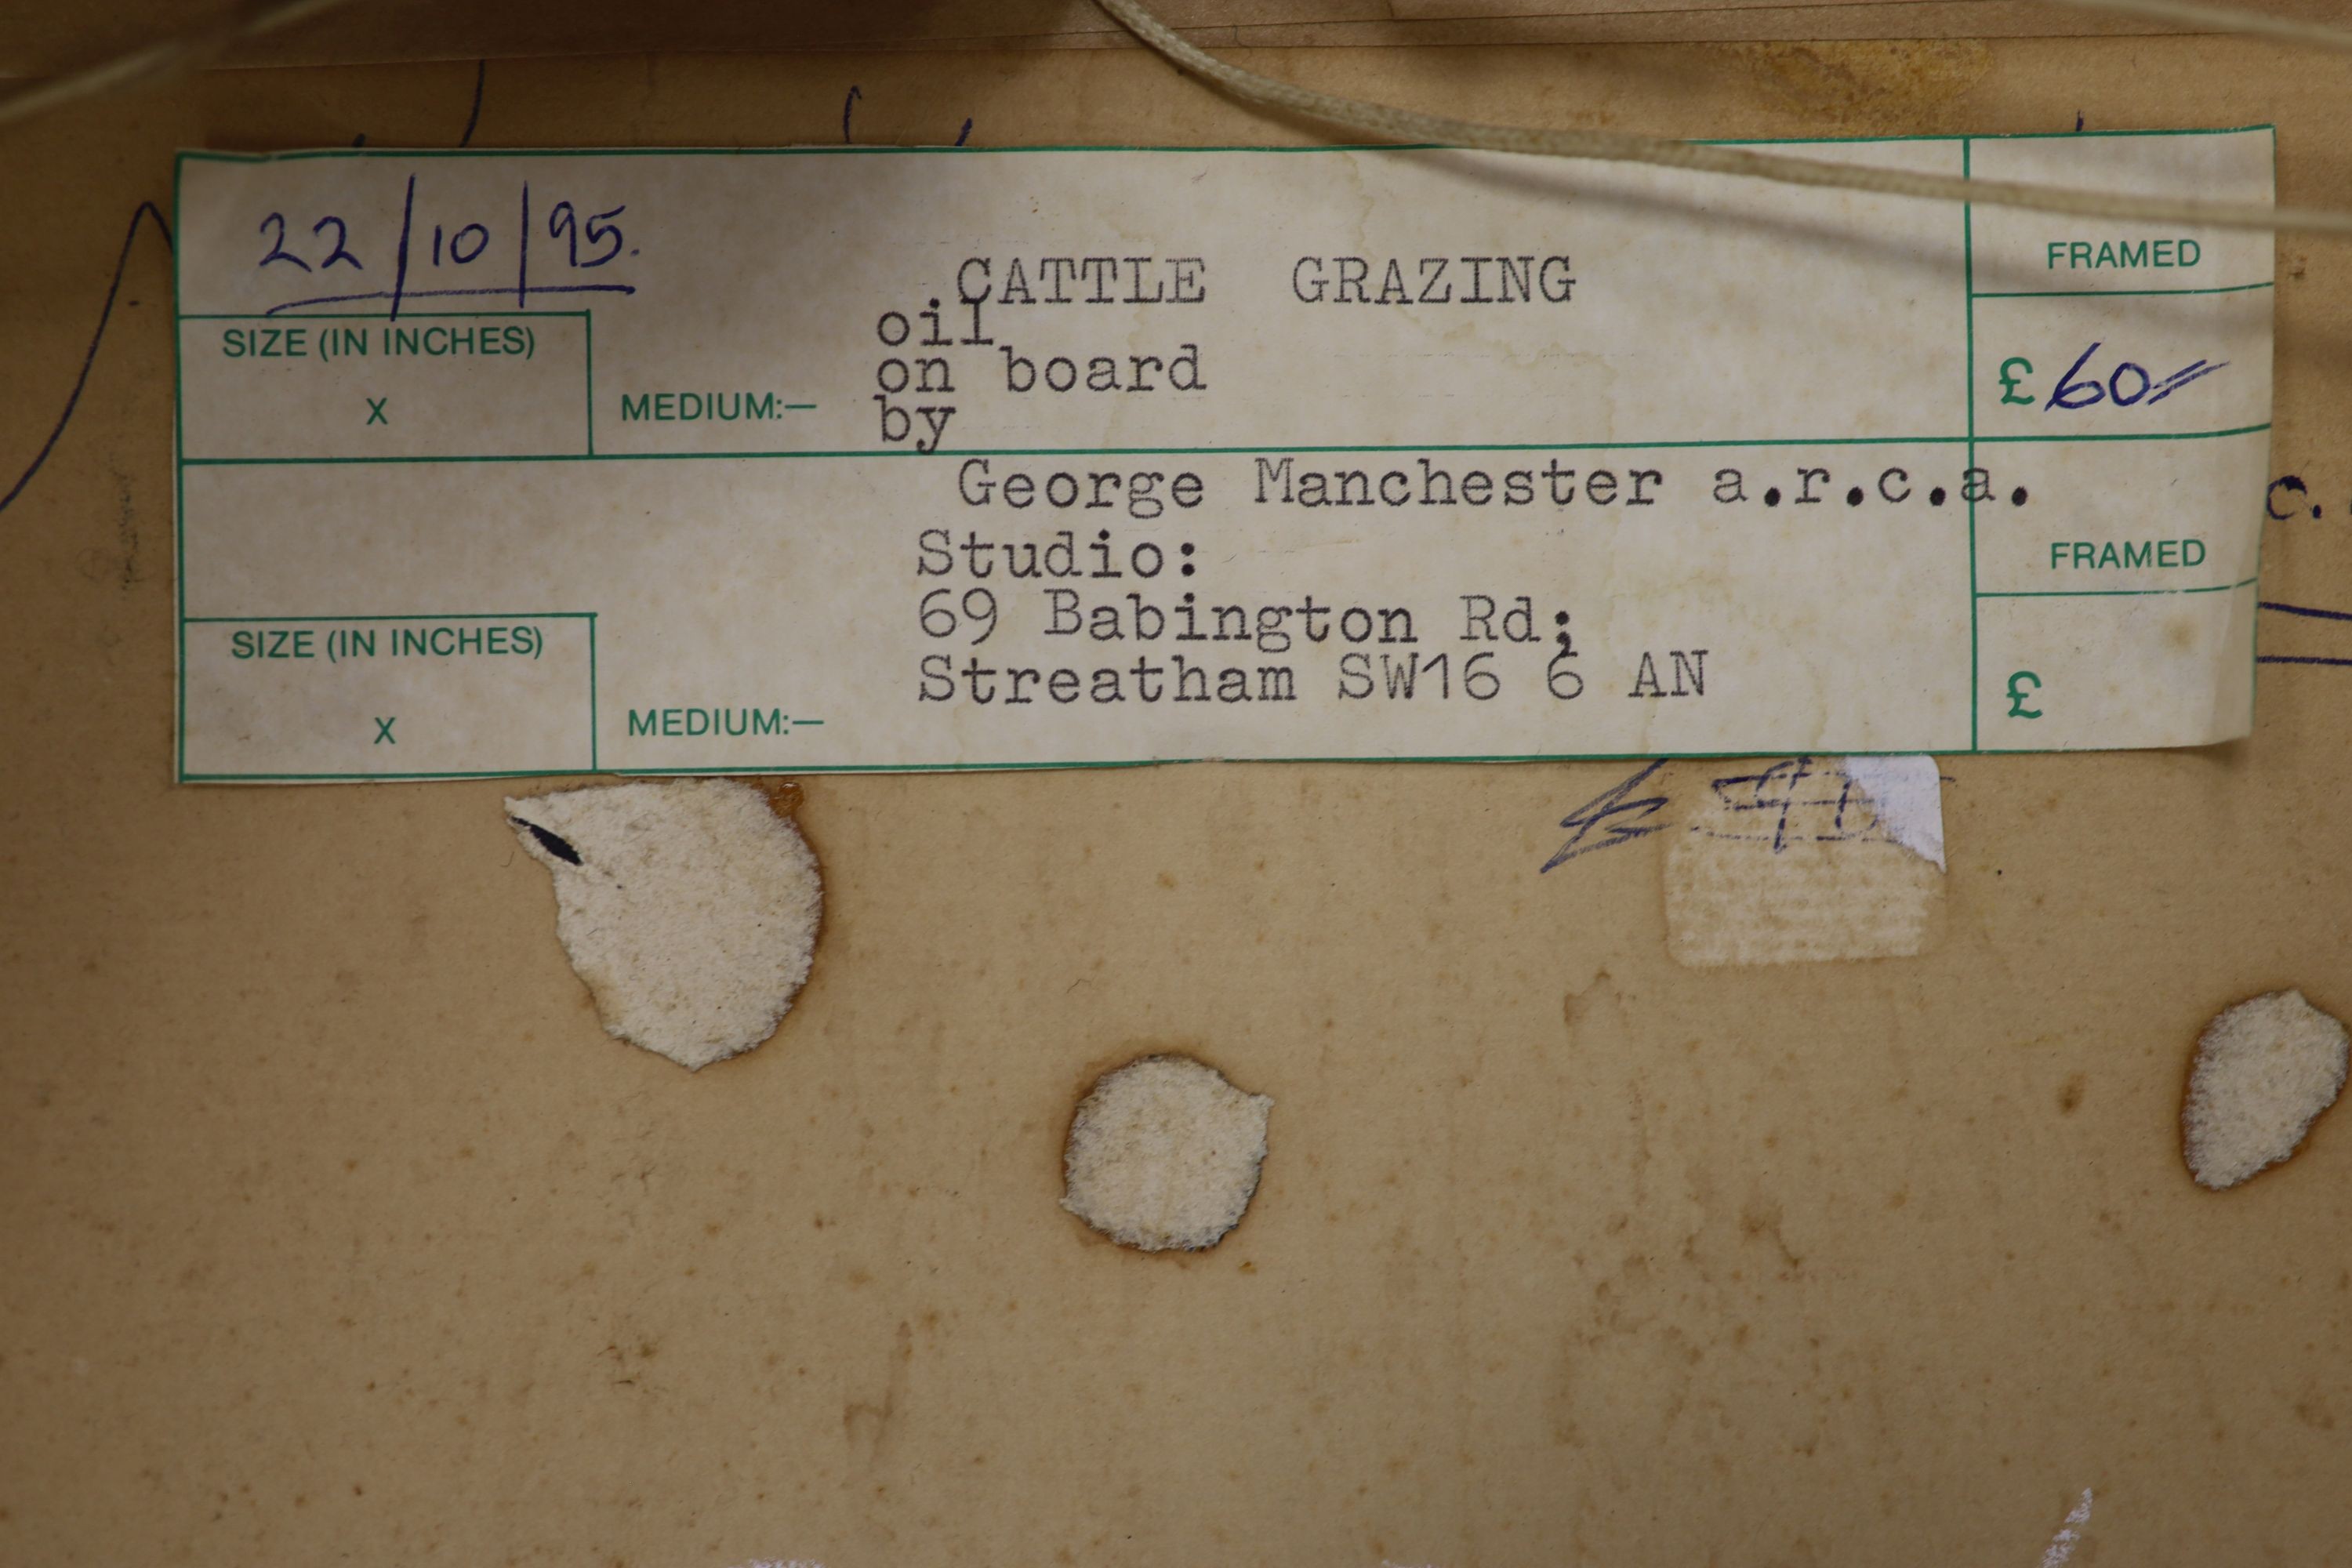 22/10/95.
CATTLE GRAZING
FRAMED
SIZE (IN INCHES)
oil
on board
X
MEDIUM:—
by
£60
George Manchester a.r.c.a.
c.
Studio:
FRAMED
69 Babington Rd;
SIZE (IN INCHES)
Streatham SW16 6 AN
X
MEDIUM:—
£